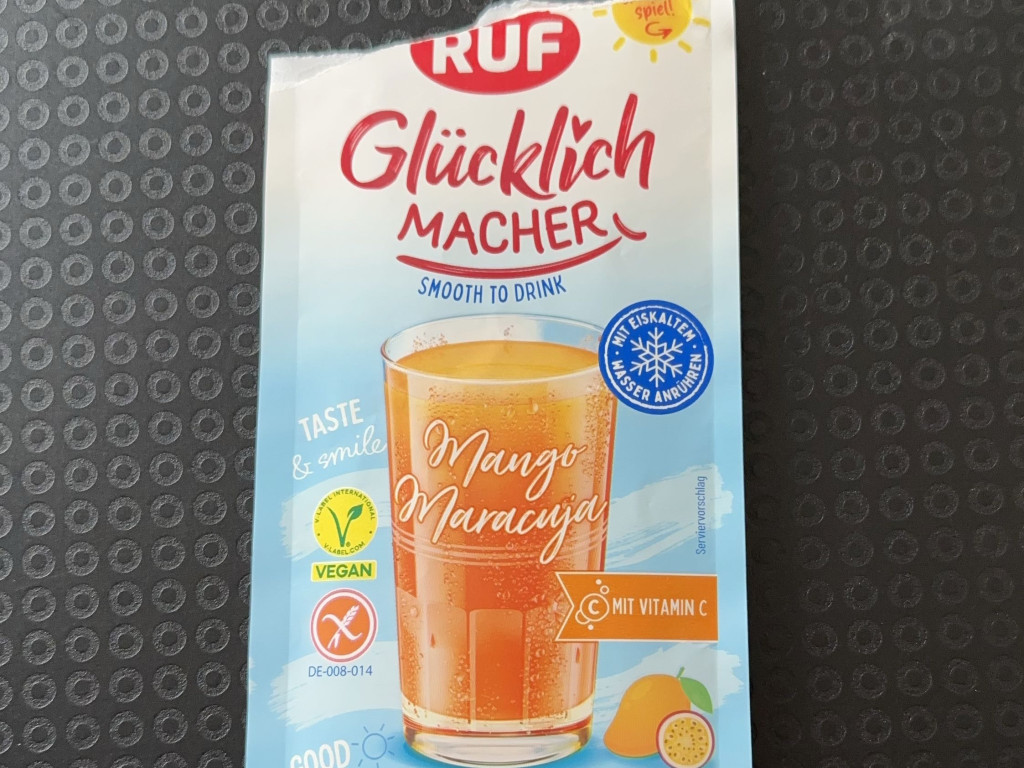 spiel!
RUF
Glücklich
MACHER
SMOOTH TO DRINK
MIT EISKALTEM
WASSER ANRÜHREN
TASTE
& smile
Mango
Maracuja
Serviervorschlag
V-LABEL INTERNATIONAL
V-LABEL.COM
VEGAN
C MIT VITAMIN C
DE-008-014
GOOD